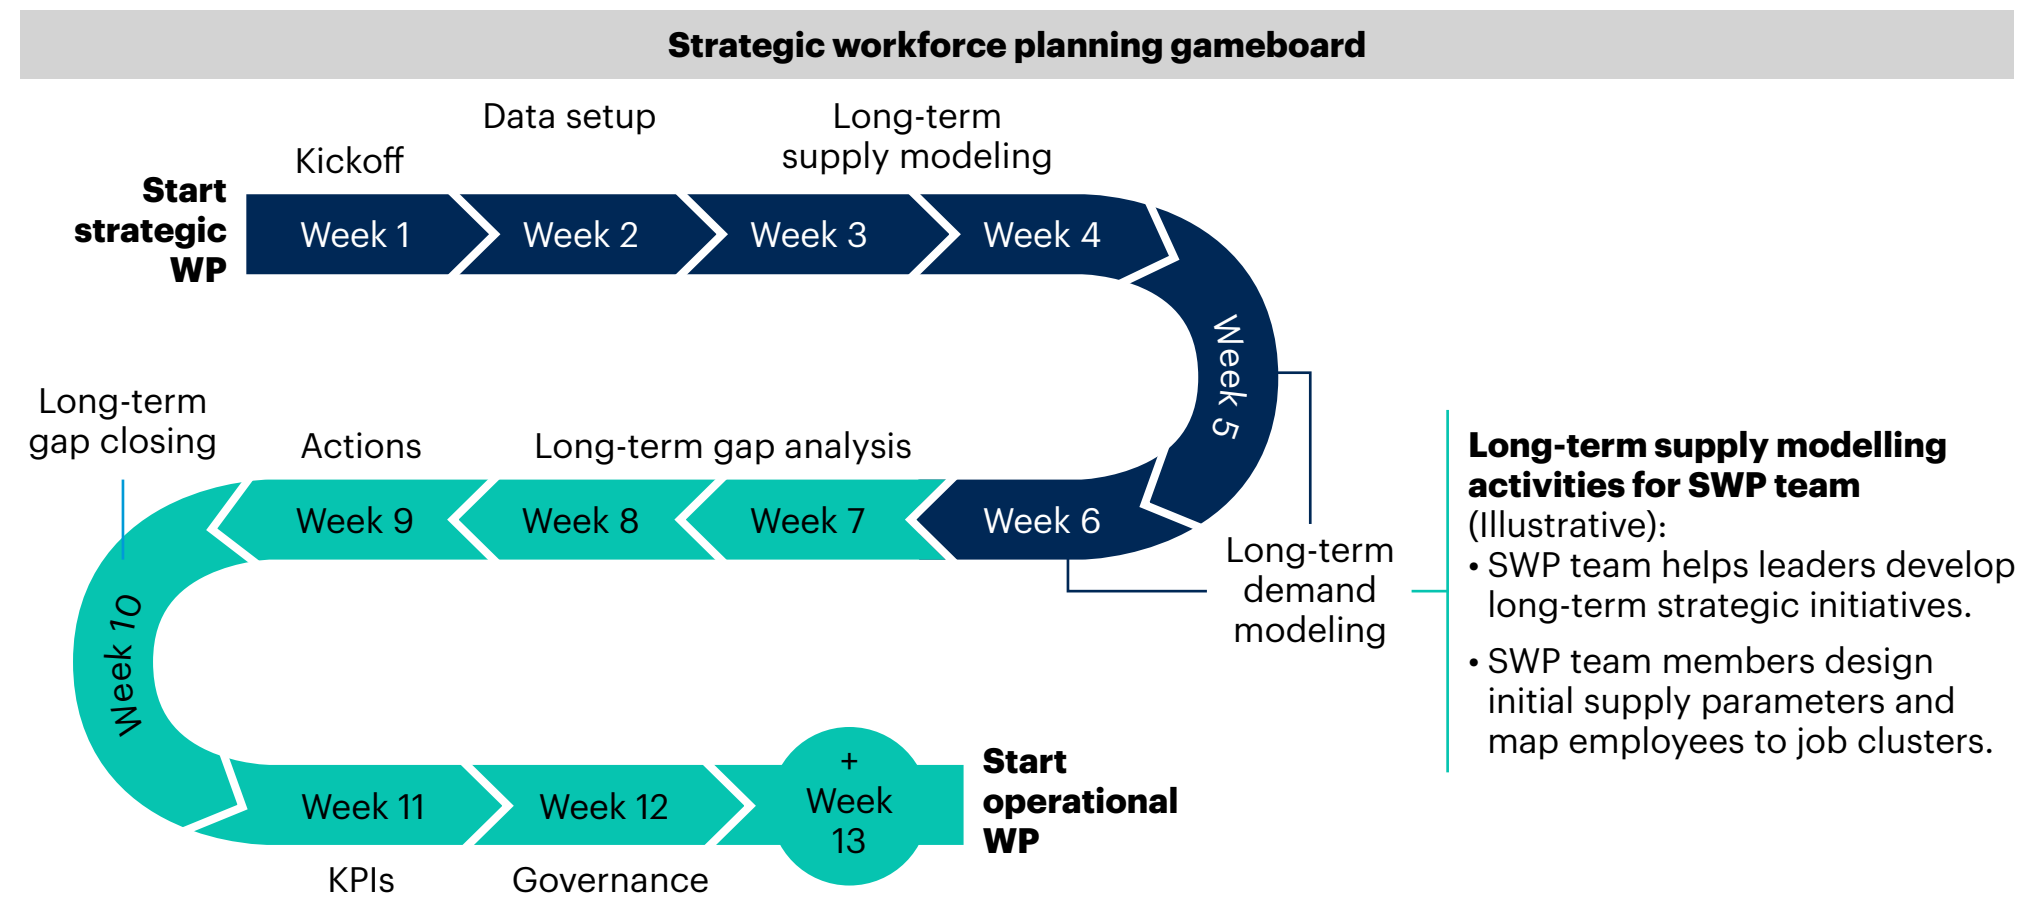 Strategic workforce planning gameboard
Kickoff
Data setup
Long-term
supply modeling
Start
strategic
WP
Week 1
Week 2
Week 3
Week 4
Week 5
Long-term
demand
modeling
Long-term supply modelling
activities for SWP team
(Illustrative):
• SWP team helps leaders develop
long-term strategic initiatives.
• SWP team members design
initial supply parameters and
map employees to job clusters.
Week 6
Long-term gap analysis
Week 7
Week 8
Actions
Week 9
Long-term
gap closing
Week 10
Week 11
KPIs
Week 12
Governance
+
Week
13
Start
operational
WP